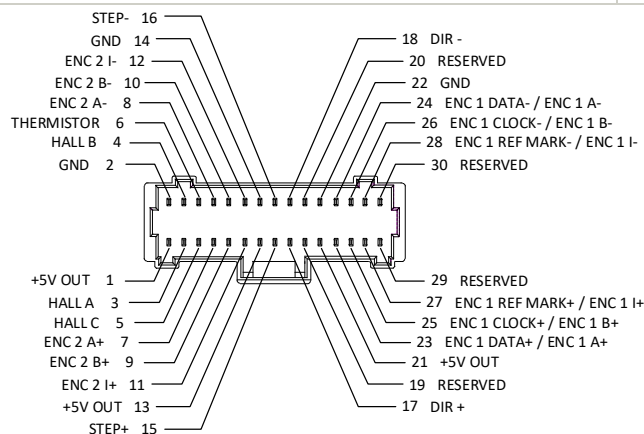 STEP- 16
GND 14
ENC 2 I- 12
ENC 2 B- 10
ENC 2 A- 8
THERMISTOR 6
HALL B 4
GND 2
18 DIR -
20 RESERVED
22 GND
24 ENC 1 DATA- / ENC 1 A-
26 ENC 1 CLOCK- / ENC 1 B-
28 ENC 1 REF MARK- / ENC 1 I-
30 RESERVED
+5V OUT 1
HALL A 3
HALL C 5
ENC 2 A+ 7
ENC 2 B+ 9
ENC 2 I+ 11
+5V OUT 13
STEP+ 15
29 RESERVED
27 ENC 1 REF MARK+ / ENC 1 I+
25 ENC 1 CLOCK+ / ENC 1 B+
23 ENC 1 DATA+ / ENC 1 A+
21 +5V OUT
19 RESERVED
17 DIR +